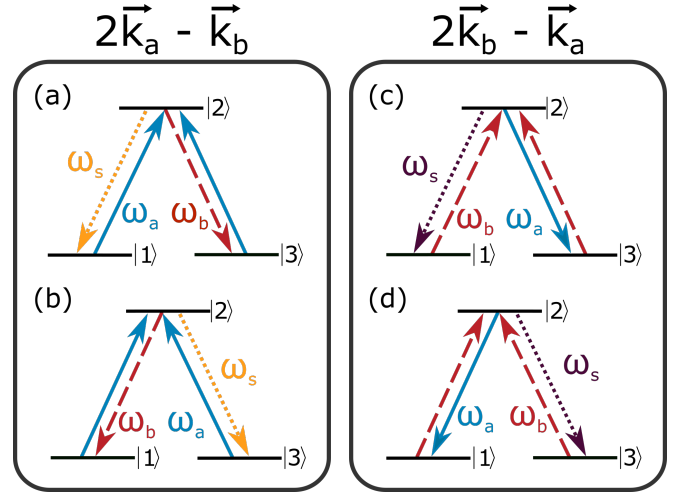 2k⃗a - k⃗b
2k⃗b - k⃗a
(a)
|2⟩
ωs
ωa
ωb
|1⟩
|3⟩
(b)
|2⟩
ωs
ωb
ωa
|1⟩
|3⟩
(c)
|2⟩
ωs
ωb
ωa
|1⟩
|3⟩
(d)
|2⟩
ωs
ωa
ωb
|1⟩
|3⟩